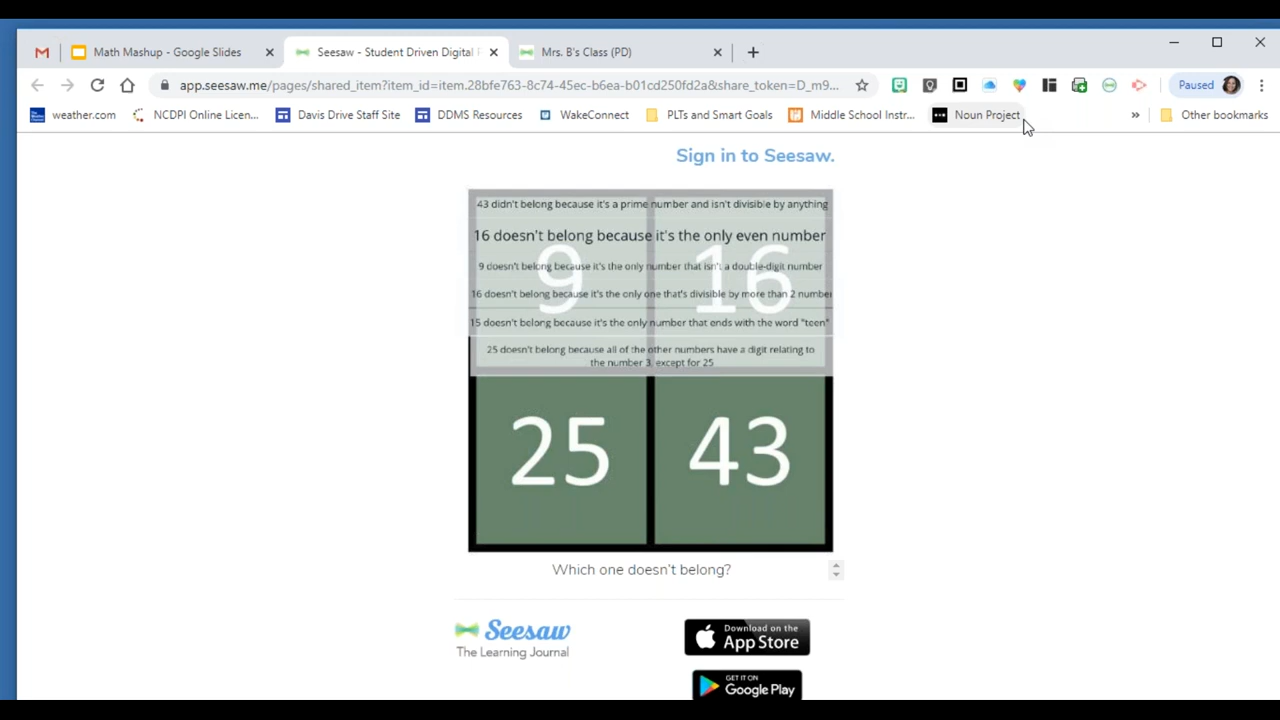 Math Mashup - Google Slides
Seesaw - Student Driven Digital
Mrs. B's Class (PD)
app.seesaw.me/pages/shared_item?item_id=item.28bfe763-8c74-45ec-b6ea-b01cd250fd2a&share_token=D_m9...
Paused
weather.com
NCDPI Online Licen...
Davis Drive Staff Site
DDMS Resources
WakeConnect
PLTs and Smart Goals
Middle School Instr...
Noun Project
»
Other bookmarks
Sign in to Seesaw.
43 didn't belong because it's a prime number and isn't divisible by anything
16 doesn't belong because it's the only even number
9 doesn't belong because it's the only number that isn't a double-digit number
16 doesn't belong because it's the only one that's divisible by more than 2 number
15 doesn't belong because it's the only number that ends with the word "teen"
25 doesn't belong because all of the other numbers have a digit relating to
the number 3, except for 25
9
16
25
43
Which one doesn't belong?
Seesaw
The Learning Journal
Download on the
App Store
GET IT ON
Google Play